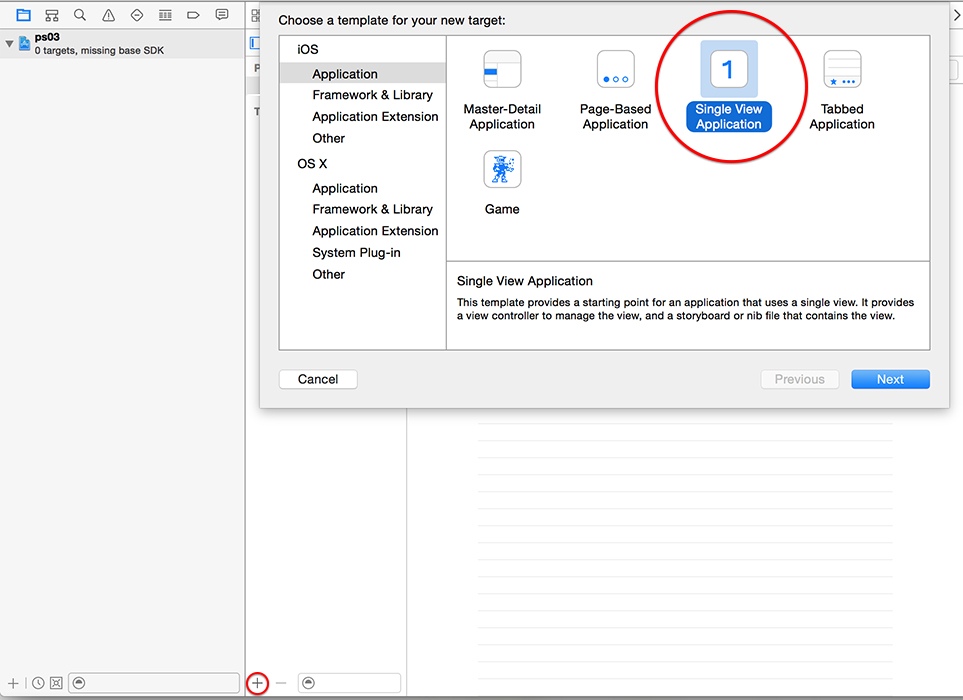 ps03
0 targets, missing base SDK
P
T
Choose a template for your new target:
iOS
Application
Framework & Library
Application Extension
Other
OS X
Application
Framework & Library
Application Extension
System Plug-in
Other
Master-Detail
Application
Page-Based
Application
1
Single View
Application
Tabbed
Application
Game
Single View Application
This template provides a starting point for an application that uses a single view. It provides
a view controller to manage the view, and a storyboard or nib file that contains the view.
Cancel
Previous
Next